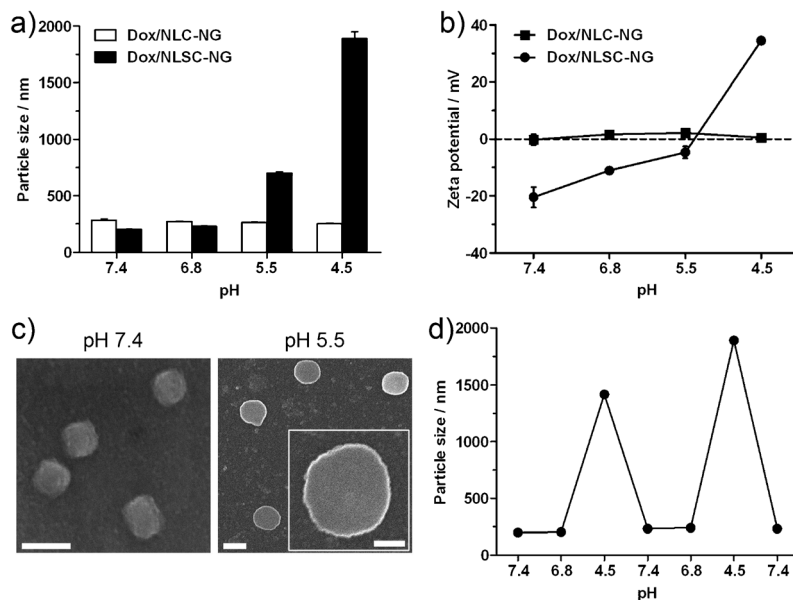 a)
Dox/NLC-NG
Dox/NLSC-NG
Particle size / nm
2000
1500
1000
500
0
7.4 6.8 5.5 4.5
pH
b)
Dox/NLC-NG
Dox/NLSC-NG
Zeta potential / mV
40
20
0
-20
-40
7.4 6.8 5.5 4.5
pH
c)
pH 7.4
pH 5.5
d)
Particle size / nm
2000
1500
1000
500
0
7.4 6.8 4.5 7.4 6.8 4.5 7.4
pH